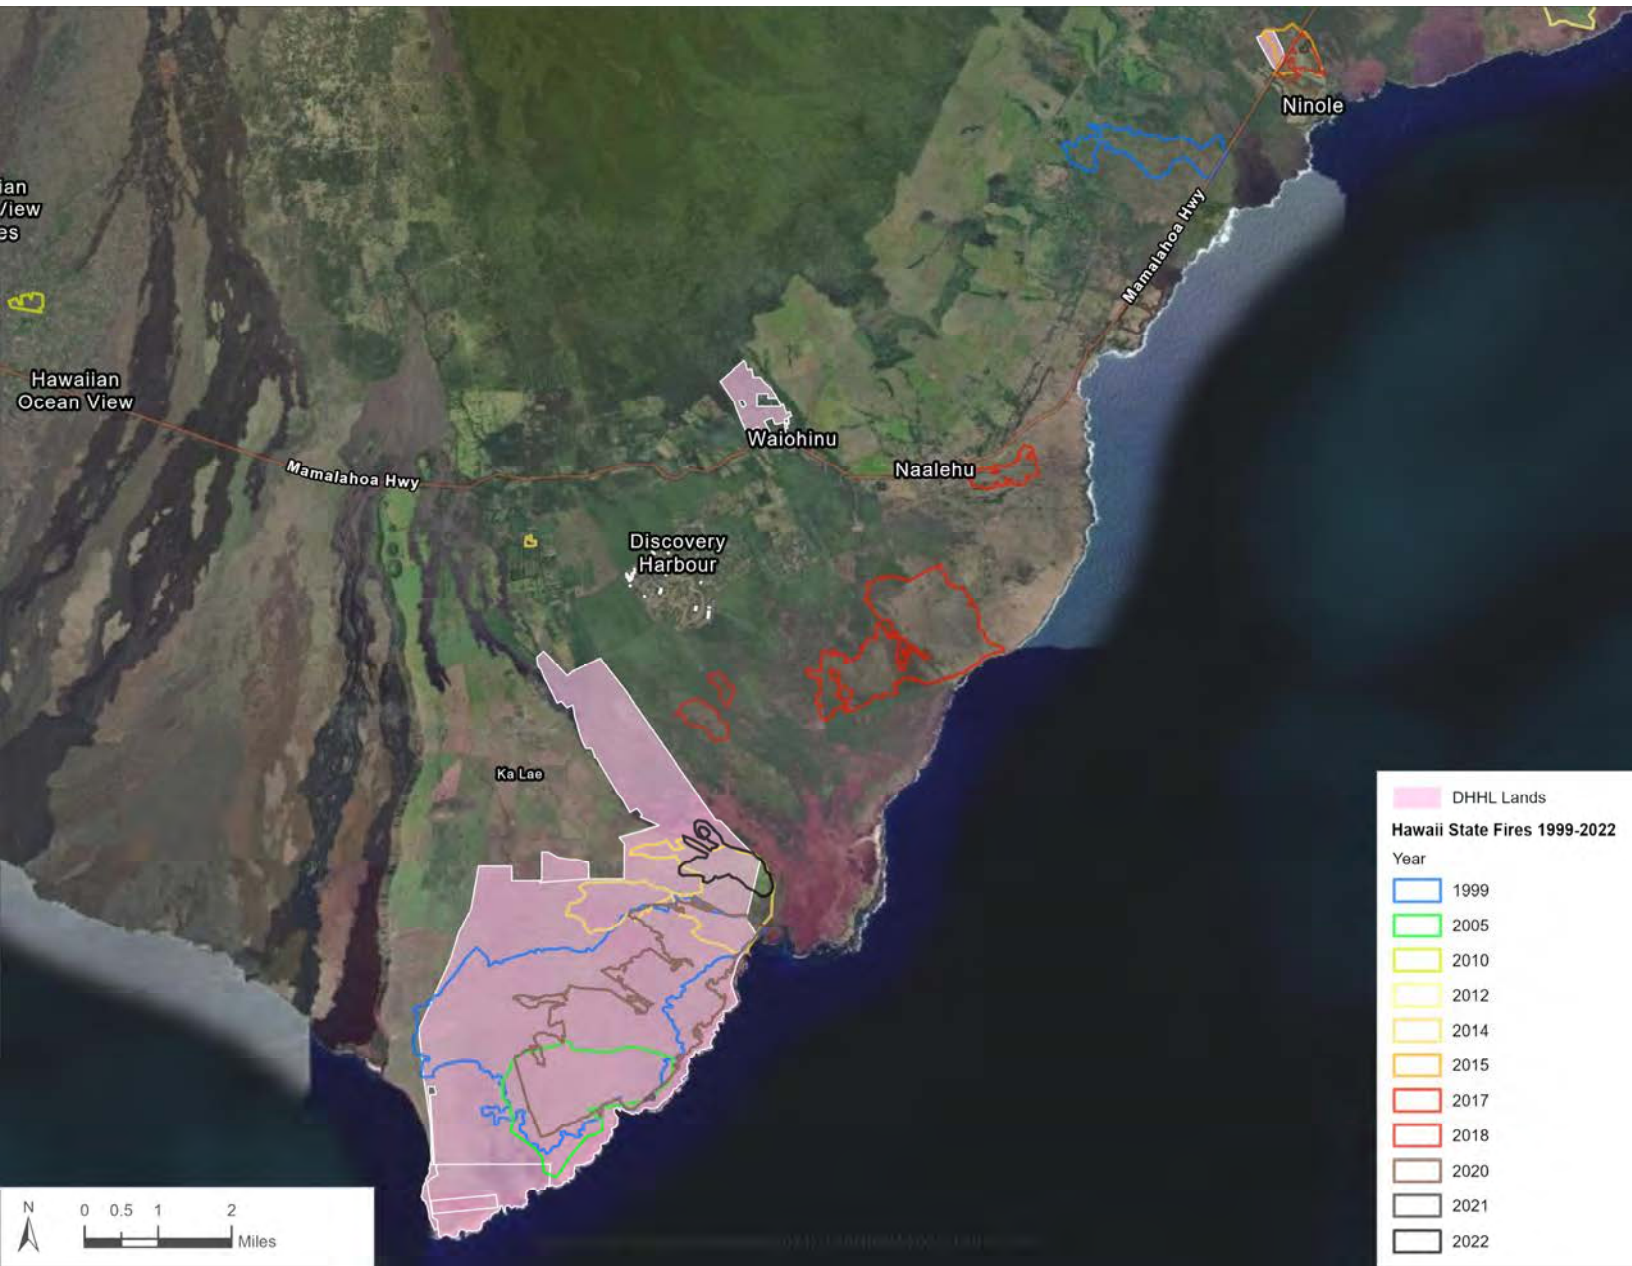 Ninole
ian
View
es
Mamalahoa Hwy
Hawaiian
Ocean View
Waiohinu
Mamalahoa Hwy
Naalehu
Discovery
Harbour
Ka Lae
DHHL Lands
Hawaii State Fires 1999-2022
Year
1999
2005
2010
2012
2014
2015
2017
2018
2020
2021
2022
N
0 0.5 1 2
Miles